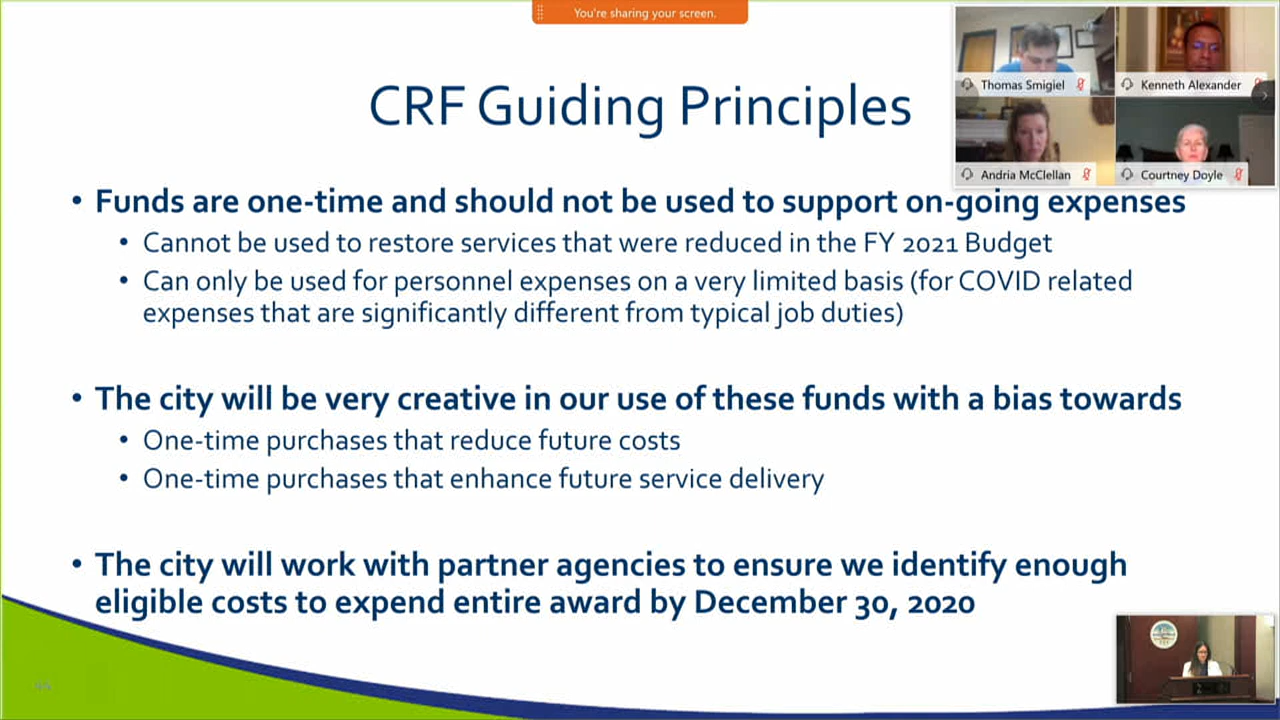 You're sharing your screen.
CRF Guiding Principles
Thomas Smigiel
Kenneth Alexander
Andria McClellan
Courtney Doyle
• Funds are one-time and should not be used to support on-going expenses
• Cannot be used to restore services that were reduced in the FY 2021 Budget
• Can only be used for personnel expenses on a very limited basis (for COVID related
expenses that are significantly different from typical job duties)
• The city will be very creative in our use of these funds with a bias towards
• One-time purchases that reduce future costs
• One-time purchases that enhance future service delivery
• The city will work with partner agencies to ensure we identify enough
eligible costs to expend entire award by December 30, 2020